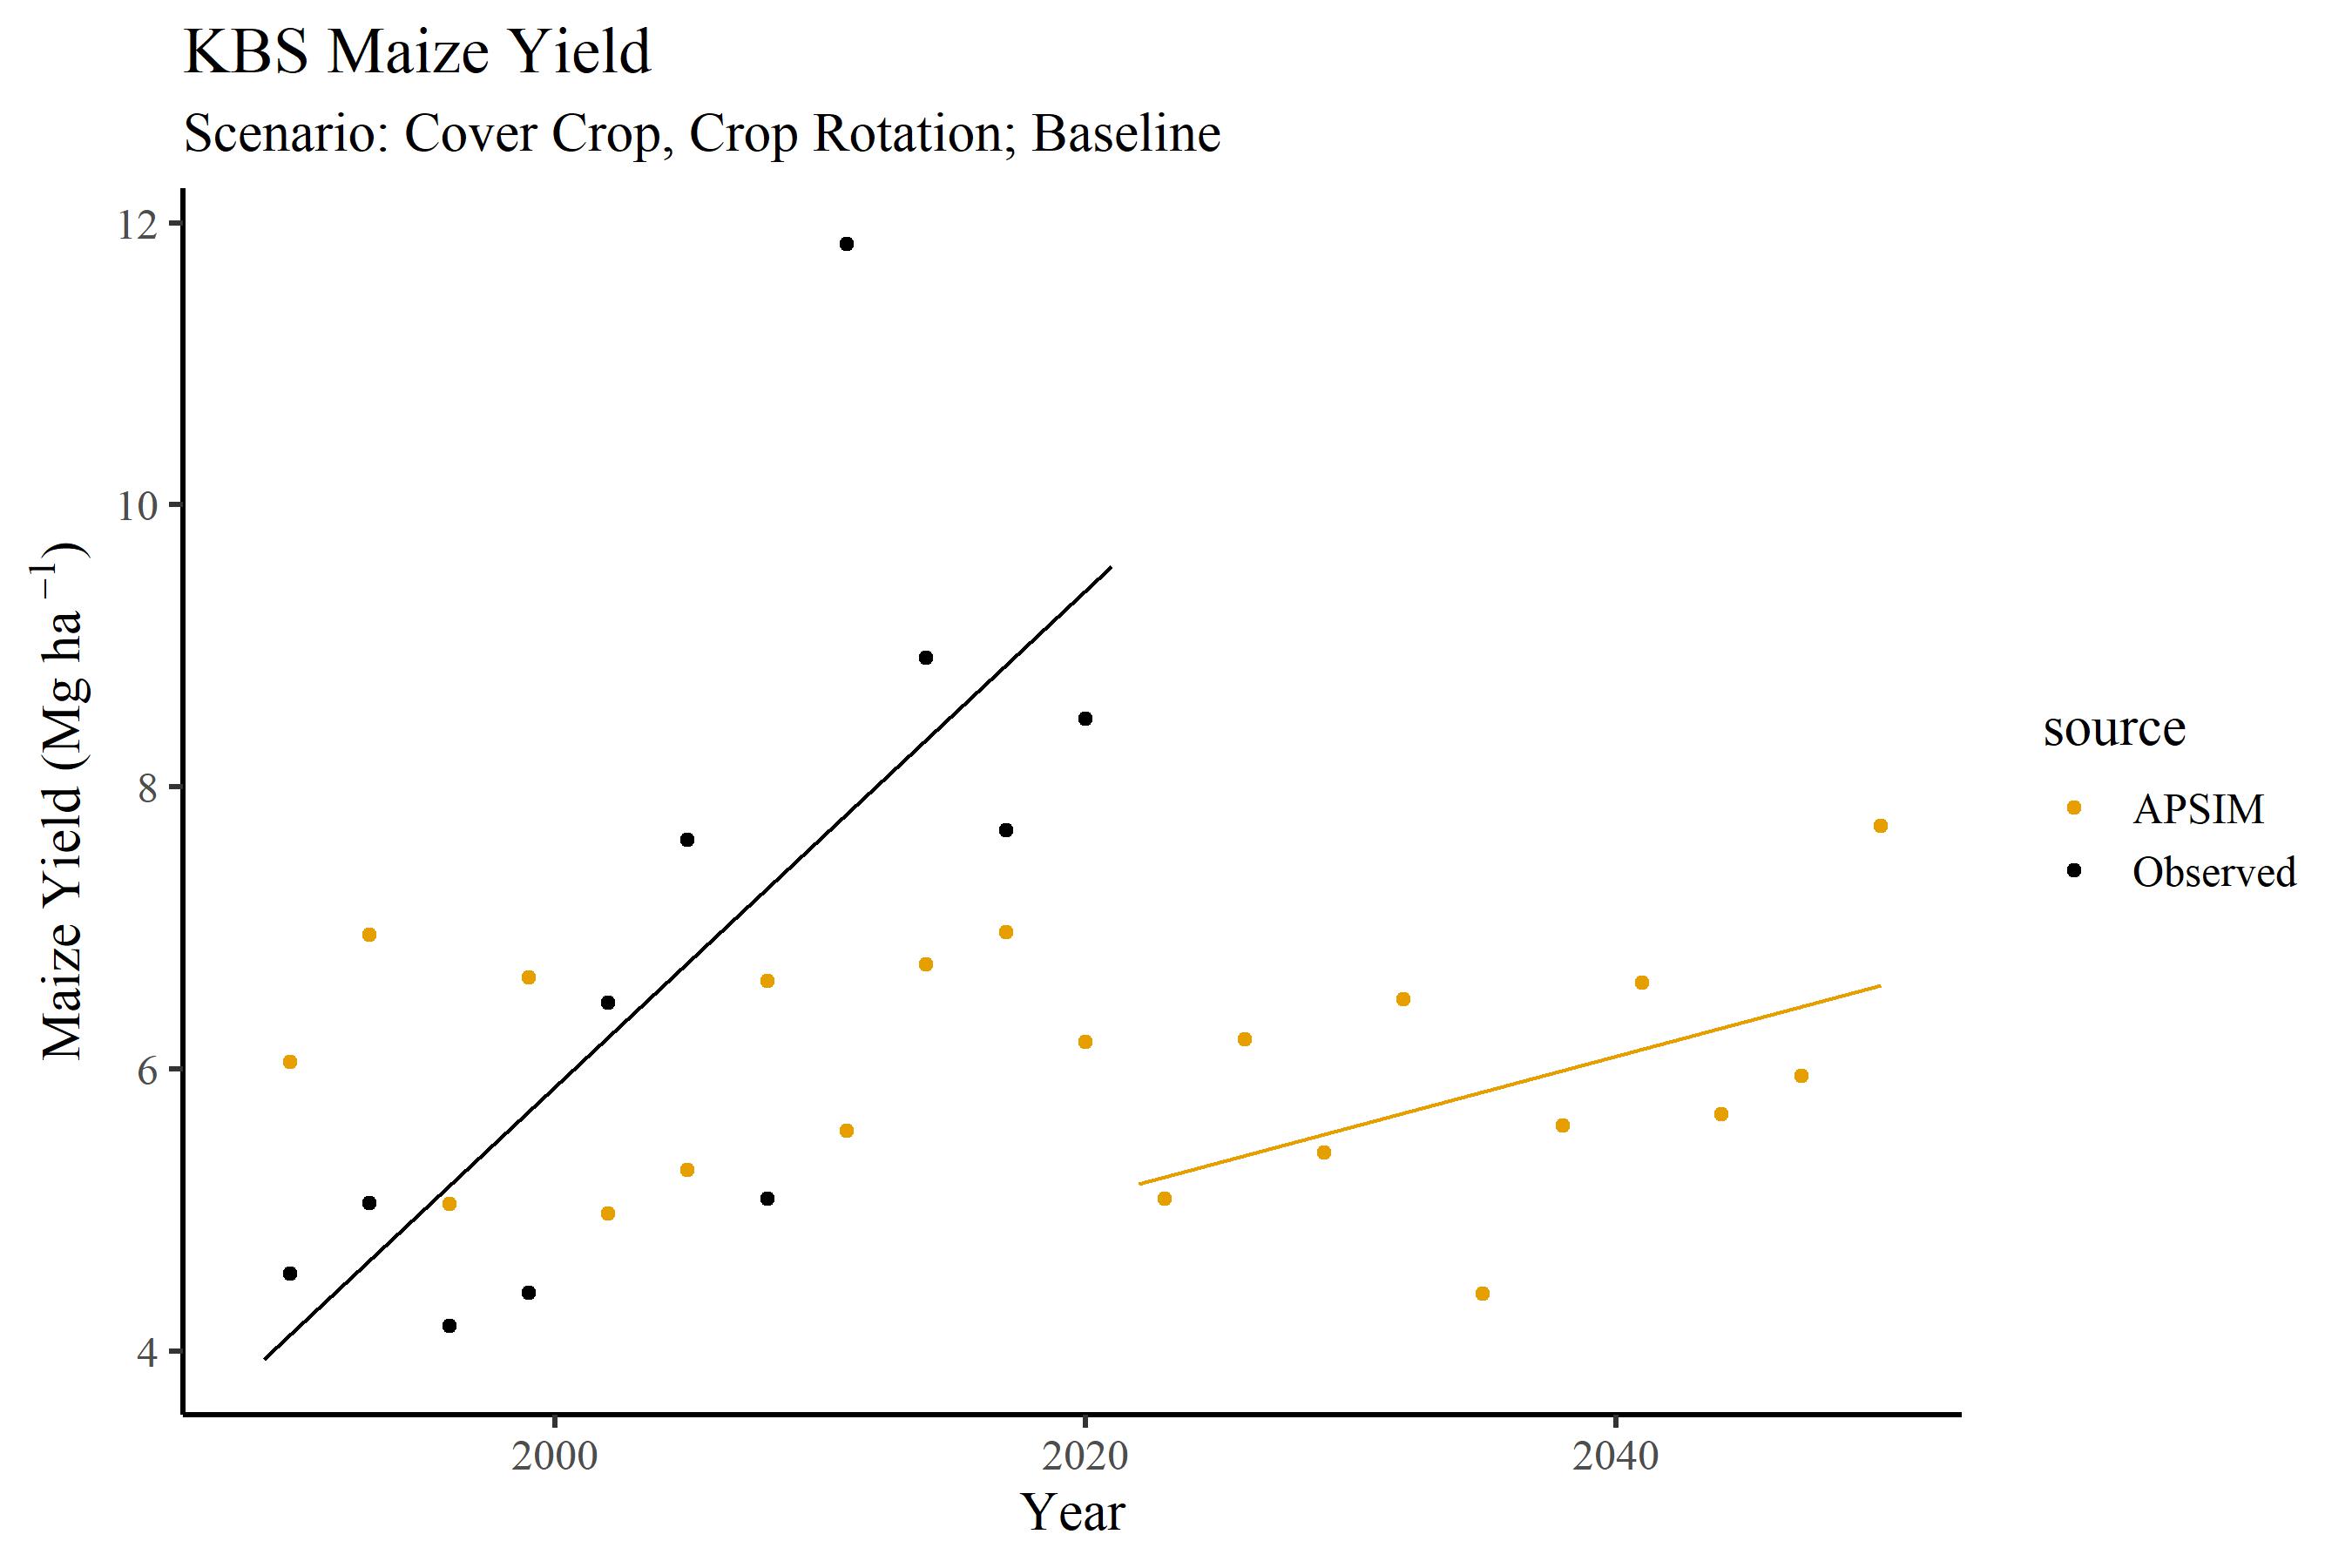 KBS Maize Yield
Scenario: Cover Crop, Crop Rotation; Baseline
12
10
8
6
4
Maize Yield (Mg ha⁻¹)
2000 2020 2040
Year
source
APSIM
Observed